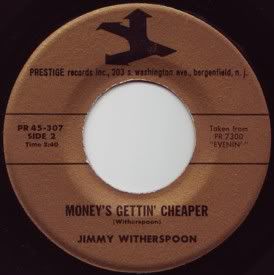 PRESTIGE records inc., 203 s. washington ave., bergenfield, n. j.
PR 45-307
SIDE 2
Time 2:40
Taken from
PR 7300
"EVENIN'"
MONEY'S GETTIN' CHEAPER
(Witherspoon)
JIMMY WITHERSPOON